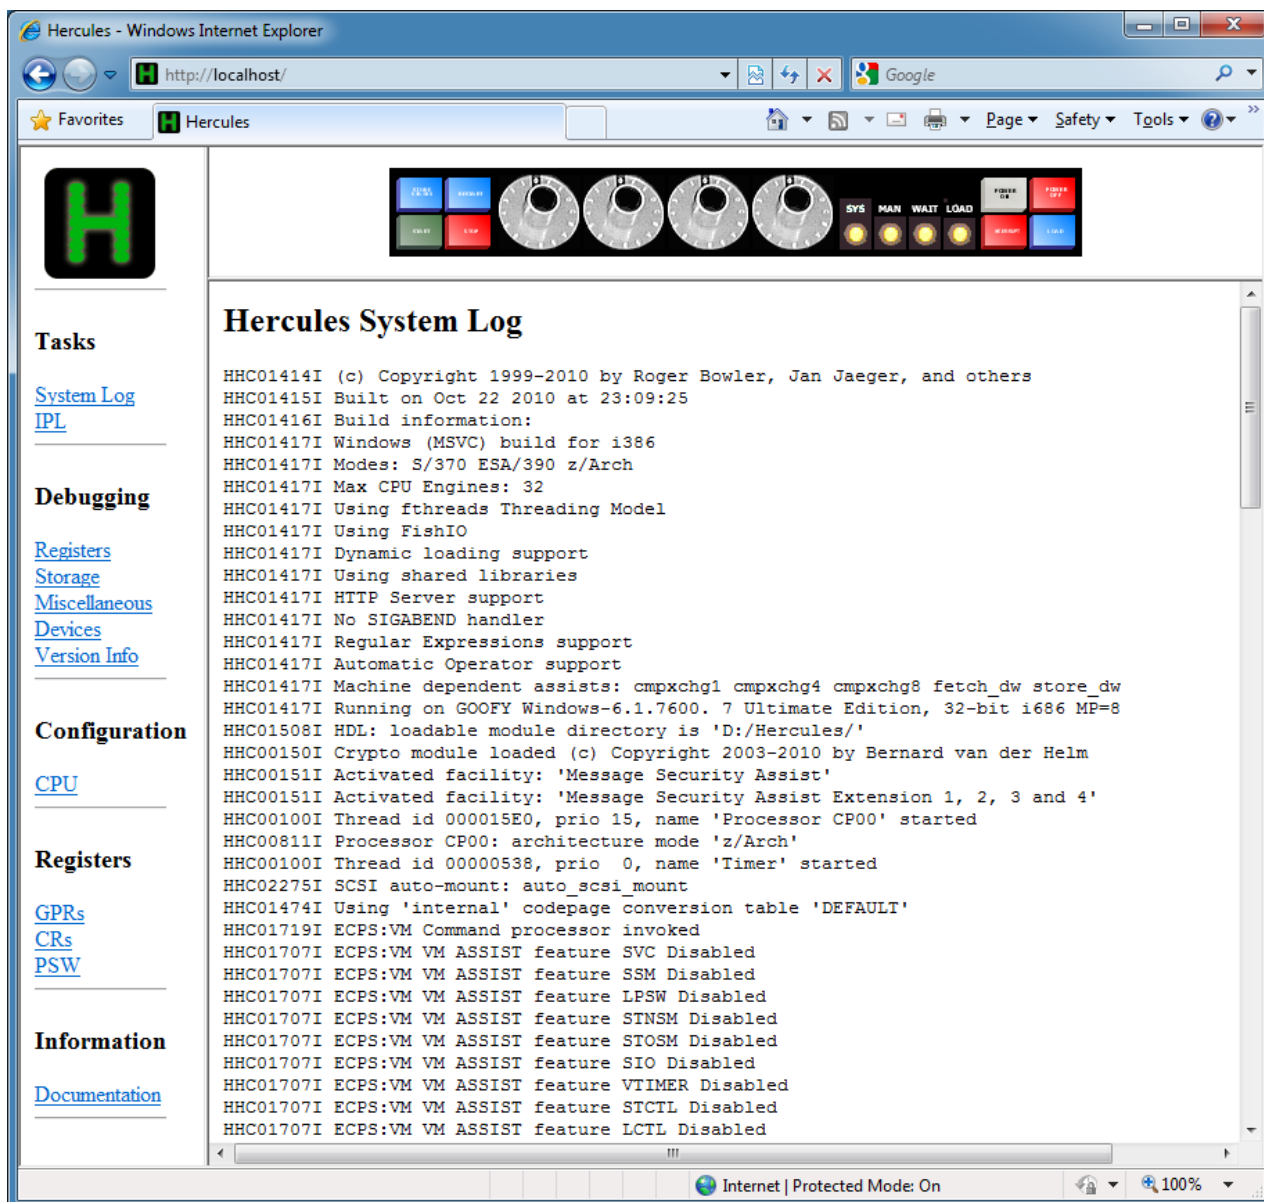 Hercules - Windows Internet Explorer
http://localhost/
Google
Favorites
Hercules
Page
Safety
Tools
H
SYS MAN WAIT LOAD
POWER ON
POWER OFF
START
STOP
INTERRUPT
LOAD
Tasks
System Log
IPL
Debugging
Registers
Storage
Miscellaneous
Devices
Version Info
Configuration
CPU
Registers
GPRs
CRs
PSW
Information
Documentation
Hercules System Log
HHC01414I (c) Copyright 1999-2010 by Roger Bowler, Jan Jaeger, and others
HHC01415I Built on Oct 22 2010 at 23:09:25
HHC01416I Build information:
HHC01417I Windows (MSVC) build for i386
HHC01417I Modes: S/370 ESA/390 z/Arch
HHC01417I Max CPU Engines: 32
HHC01417I Using fthreads Threading Model
HHC01417I Using FishIO
HHC01417I Dynamic loading support
HHC01417I Using shared libraries
HHC01417I HTTP Server support
HHC01417I No SIGABEND handler
HHC01417I Regular Expressions support
HHC01417I Automatic Operator support
HHC01417I Machine dependent assists: cmpxchg1 cmpxchg4 cmpxchg8 fetch_dw store_dw
HHC01417I Running on GOOFY Windows-6.1.7600. 7 Ultimate Edition, 32-bit i686 MP=8
HHC01508I HDL: loadable module directory is 'D:/Hercules/'
HHC00150I Crypto module loaded (c) Copyright 2003-2010 by Bernard van der Helm
HHC00151I Activated facility: 'Message Security Assist'
HHC00151I Activated facility: 'Message Security Assist Extension 1, 2, 3 and 4'
HHC00100I Thread id 000015E0, prio 15, name 'Processor CP00' started
HHC00811I Processor CP00: architecture mode 'z/Arch'
HHC00100I Thread id 00000538, prio  0, name 'Timer' started
HHC02275I SCSI auto-mount: auto_scsi_mount
HHC01474I Using 'internal' codepage conversion table 'DEFAULT'
HHC01719I ECPS:VM Command processor invoked
HHC01707I ECPS:VM VM ASSIST feature SVC Disabled
HHC01707I ECPS:VM VM ASSIST feature SSM Disabled
HHC01707I ECPS:VM VM ASSIST feature LPSW Disabled
HHC01707I ECPS:VM VM ASSIST feature STNSM Disabled
HHC01707I ECPS:VM VM ASSIST feature STOSM Disabled
HHC01707I ECPS:VM VM ASSIST feature SIO Disabled
HHC01707I ECPS:VM VM ASSIST feature VTIMER Disabled
HHC01707I ECPS:VM VM ASSIST feature STCTL Disabled
HHC01707I ECPS:VM VM ASSIST feature LCTL Disabled
Internet | Protected Mode: On
100%